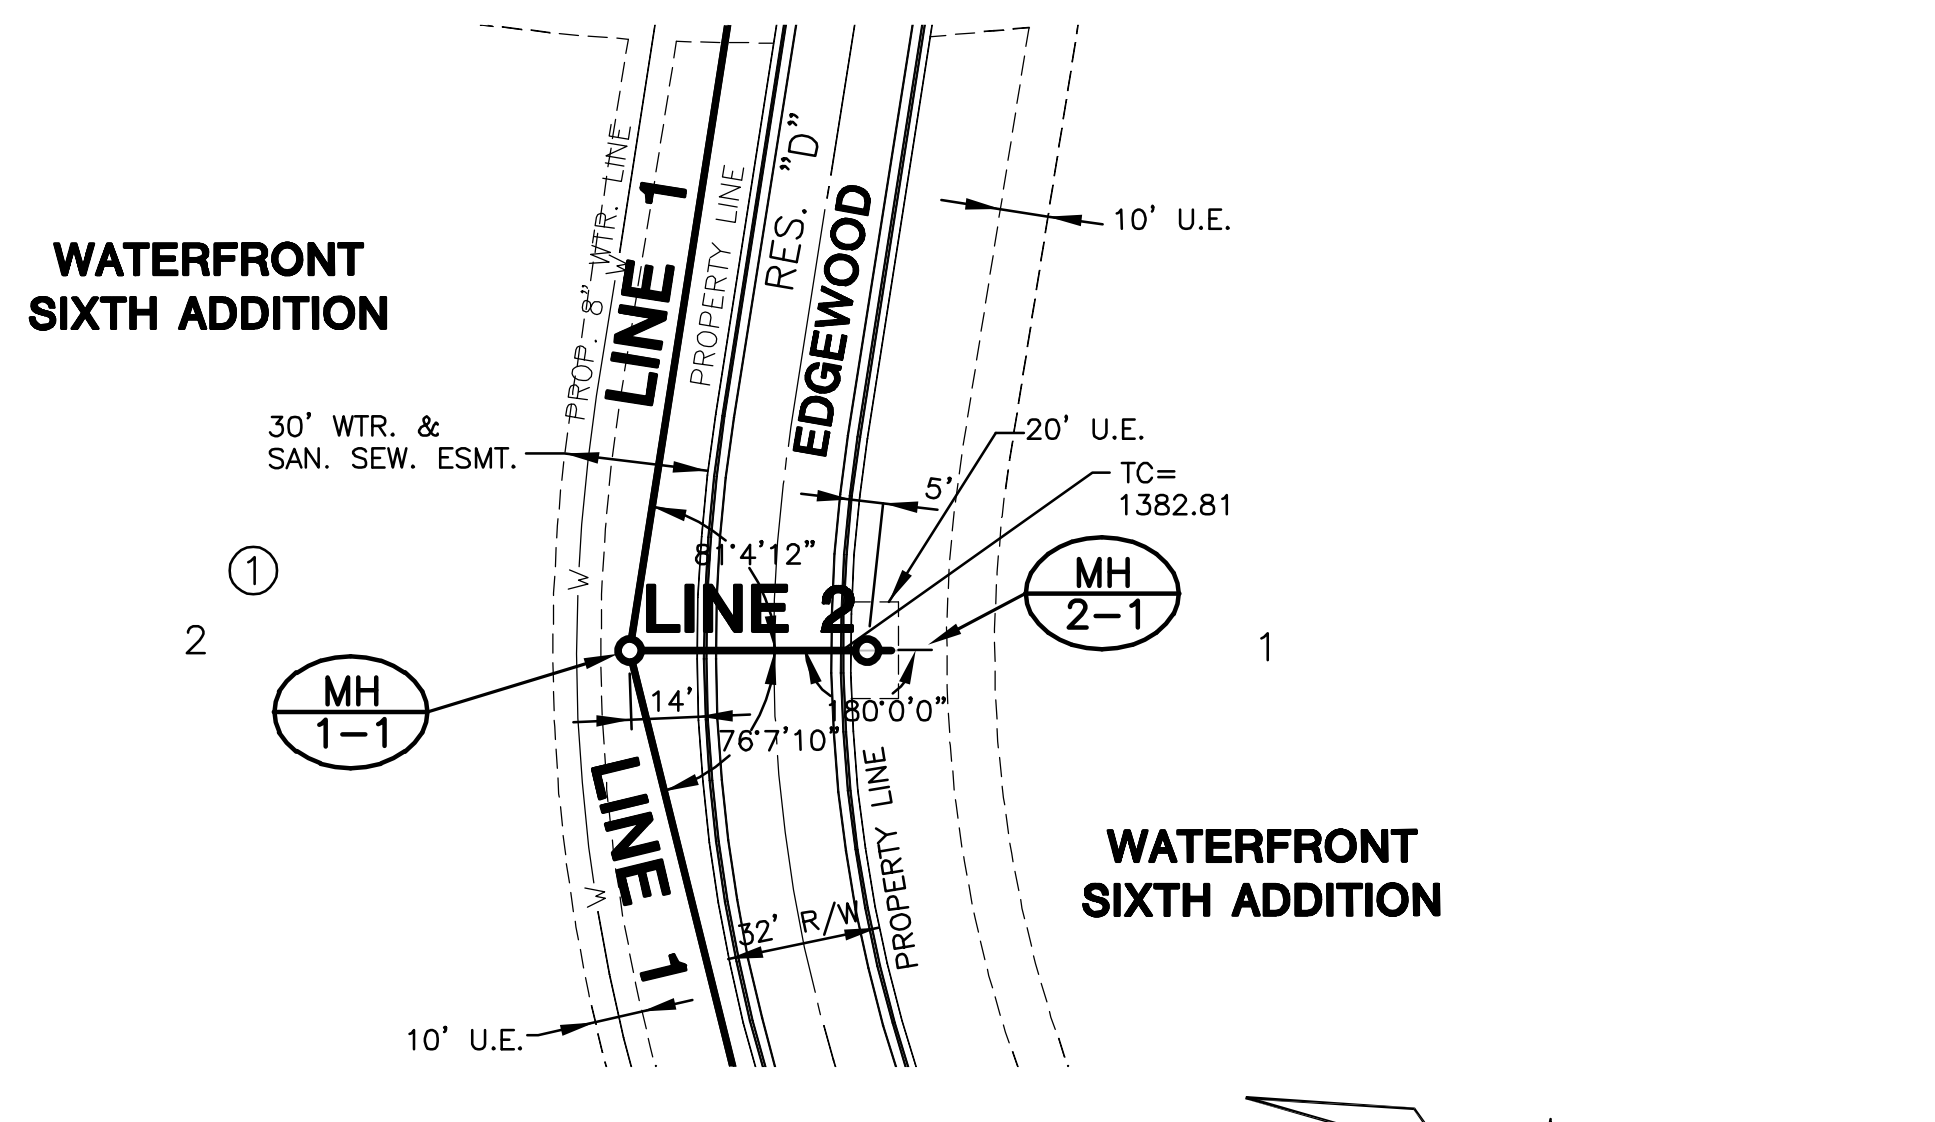 WATERFRONT
SIXTH ADDITION
PROP. 8" WTR. LINE
W
LINE 1
PROPERTY LINE
RES. "D"
EDGEWOOD
10' U.E.
30' WTR. &
SAN. SEW. ESMT.
20' U.E.
TC=
1382.81
5'
81°4'12"
LINE 2
MH
2-1
1
2
W
1
MH
1-1
14'
76°7'10"
180°0'0"
LINE 1
PROPERTY LINE
W
32' R/W
WATERFRONT
SIXTH ADDITION
10' U.E.